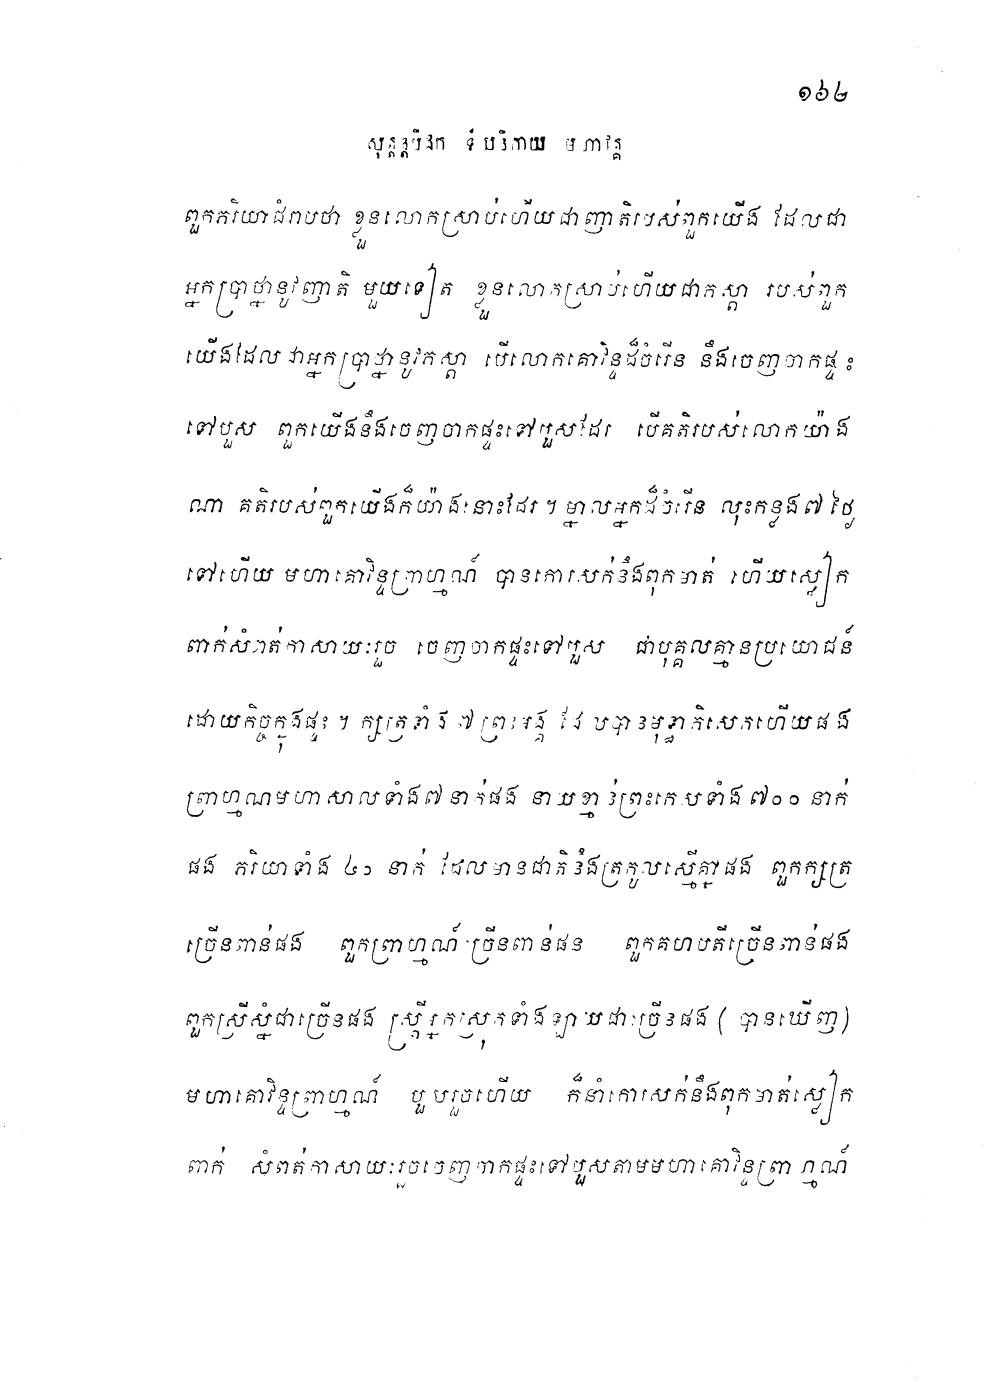 ១៦២
សុត្តន្តបិដក ទីឃនិកាយ មហាវគ្គ
ពួកភរិយាជំរាបថា ខ្លួនលោកស្រាប់ហើយជាញាតិរបស់ពួកយើង ដែលជា
អ្នកប្រាថ្នានូវញាតិ មួយទៀត ខ្លួនលោកស្រាប់ហើយជាភស្តា របស់ពួក
យើងដែល ជាអ្នកប្រាថ្នានូវភស្តា បើលោកគោវិន្ទដ៏ចំរើន នឹងចេញចាកផ្ទះ
ទៅបួស ពួកយើងនឹងចេញចាកផ្ទះទៅបួសដែរ បើគតិរបស់លោកយ៉ាង
ណា គតិរបស់ពួកយើងក៏យ៉ាងនោះដែរ ។ ម្នាលអ្នកដ៏ចំរើន លុះកន្លង៧ ថ្ងៃ
ទៅហើយ មហាគោវិន្ទព្រាហ្មណ៍ បានកោរសក់នឹងពុកមាត់ ហើយស្លៀក
ពាក់សំពត់កាសាយៈរួច ចេញចាកផ្ទះទៅបួស ជាបុគ្គលគ្មានប្រយោជន៍
ដោយកិច្ចក្នុងផ្ទះ ។ ក្សត្រទាំង ៧ ព្រះអង្គ ដែលបានមុទ្ធាភិសេកហើយផង
ព្រាហ្មណមហាសាលទាំង៧ នាក់ផង នាយខ្មាន់ព្រះកេសទាំង ៧០០ នាក់
ផង ភរិយាទាំង ៤០ នាក់ ដែលមានជាតិនឹងត្រកូលស្មើគ្នាផង ពួកក្សត្រ
ច្រើនពាន់ផង ពួកព្រាហ្មណ៍ច្រើនពាន់ផង ពួកគហបតីច្រើនពាន់ផង
ពួកស្រីស្នំជាច្រើនផង ស្ត្រីអ្នកស្រុកទាំងឡាយជាច្រើនផង ( បានឃើញ )
មហាគោវិន្ទព្រាហ្មណ៍ បួសរួចហើយ ក៏នាំកោរសក់នឹងពុកមាត់ស្លៀក
ពាក់ សំពត់កាសាយៈរួចចេញចាកផ្ទះទៅបួសតាមមហាគោវិន្ទព្រាហ្មណ៍